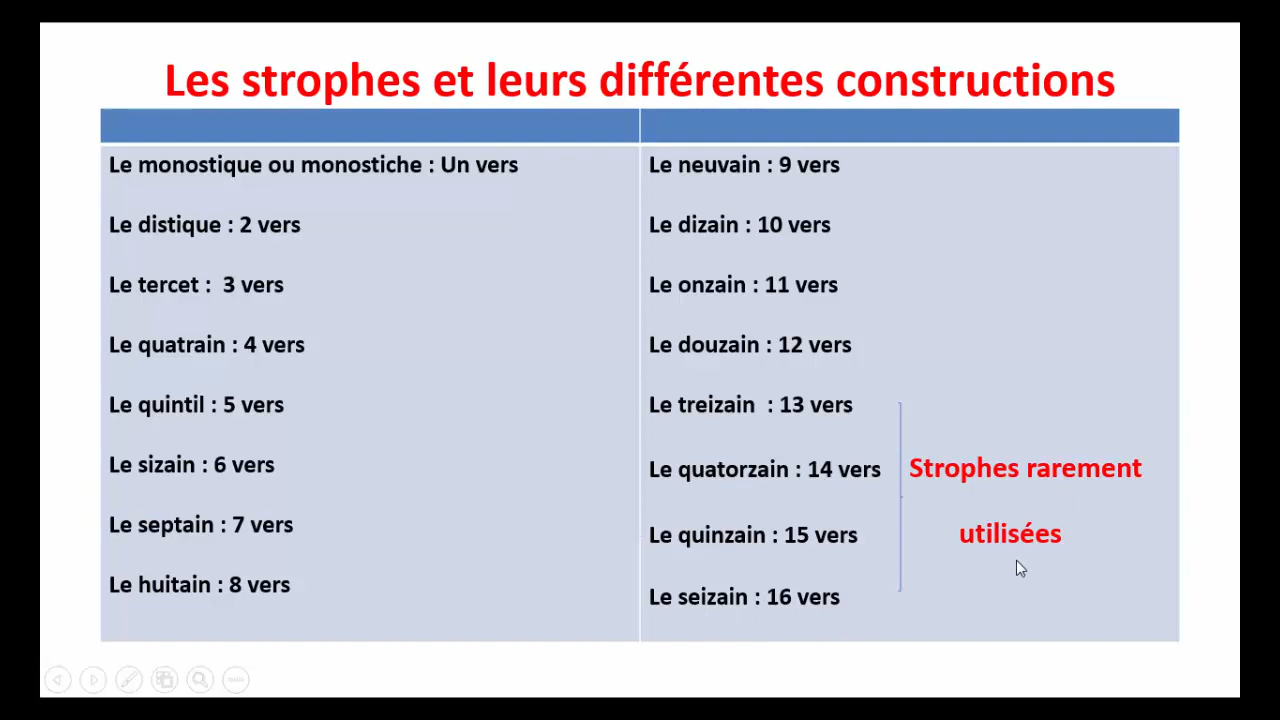 Les strophes et leurs différentes constructions
Le monostique ou monostiche : Un vers
Le distique : 2 vers
Le tercet :  3 vers
Le quatrain : 4 vers
Le quintil : 5 vers
Le sizain : 6 vers
Le septain : 7 vers
Le huitain : 8 vers
Le neuvain : 9 vers
Le dizain : 10 vers
Le onzain : 11 vers
Le douzain : 12 vers
Le treizain  : 13 vers
Le quatorzain : 14 vers
Le quinzain : 15 vers
Le seizain : 16 vers
Strophes rarement
utilisées